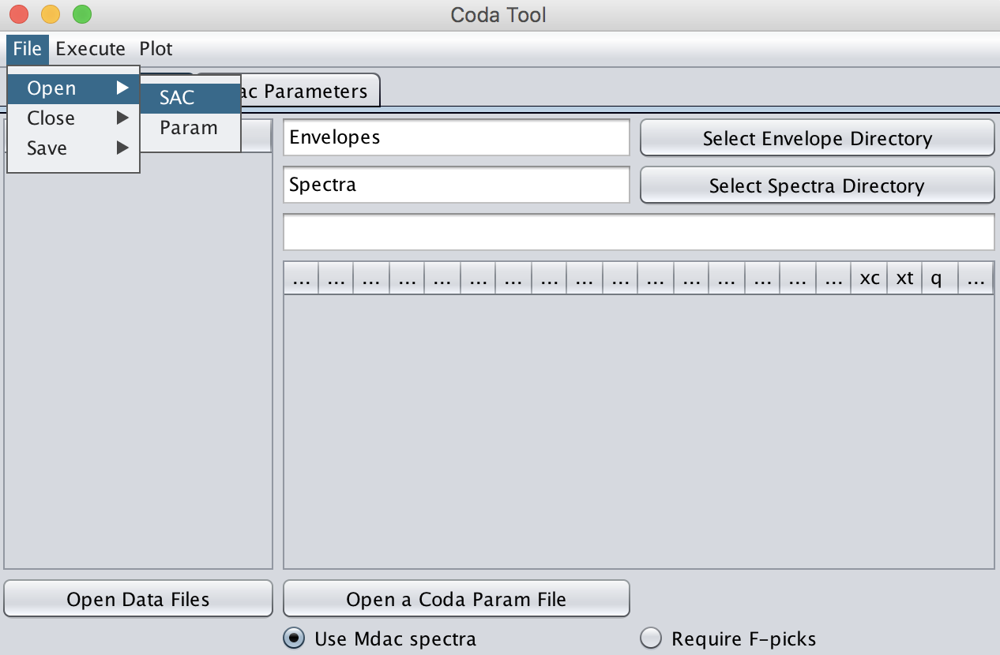 Coda Tool
File Execute Plot
Open
SAC
Param
Close
Save
ac Parameters
Envelopes
Select Envelope Directory
Spectra
Select Spectra Directory
... ... ... ... ... ... ... ... ... ... ... ... ... ... ... ... xc xt q ...
Open Data Files
Open a Coda Param File
Use Mdac spectra
Require F-picks